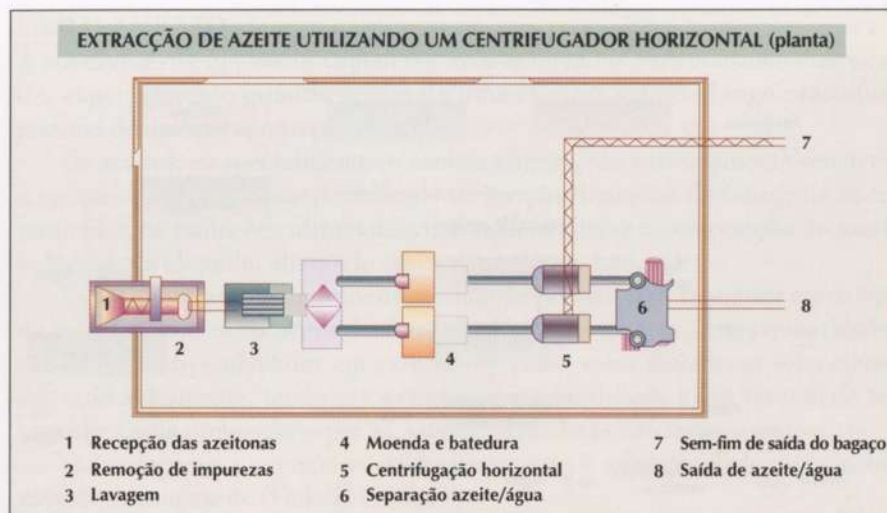 EXTRACÇÃO DE AZEITE UTILIZANDO UM CENTRIFUGADOR HORIZONTAL (planta)
7
1
6
8
2
3
4
5
1 Recepção das azeitonas
2 Remoção de impurezas
3 Lavagem
4 Moenda e batedura
5 Centrifugação horizontal
6 Separação azeite/água
7 Sem-fim de saída do bagaço
8 Saída de azeite/água